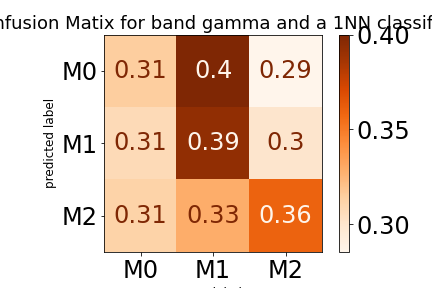 nfusion Matix for band gamma and a 1NN classif
0.40
M0 0.31 0.4 0.29
0.35
M1 0.31 0.39 0.3
predicted label
M2 0.31 0.33 0.36
0.30
M0 M1 M2